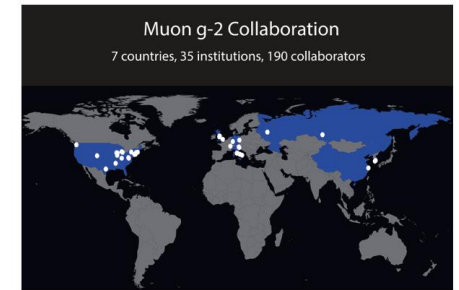 Muon g-2 Collaboration
7 countries, 35 institutions, 190 collaborators